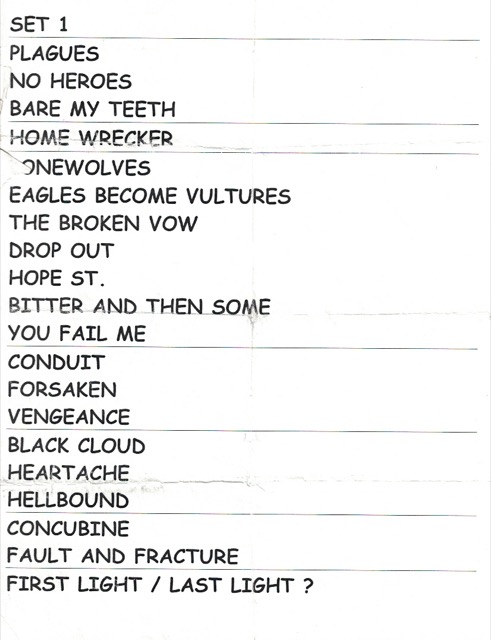 SET 1
PLAGUES
NO HEROES
BARE MY TEETH
HOME WRECKER
ONEWOLVES
EAGLES BECOME VULTURES
THE BROKEN VOW
DROP OUT
HOPE ST.
BITTER AND THEN SOME
YOU FAIL ME
CONDUIT
FORSAKEN
VENGEANCE
BLACK CLOUD
HEARTACHE
HELLBOUND
CONCUBINE
FAULT AND FRACTURE
FIRST LIGHT / LAST LIGHT ?